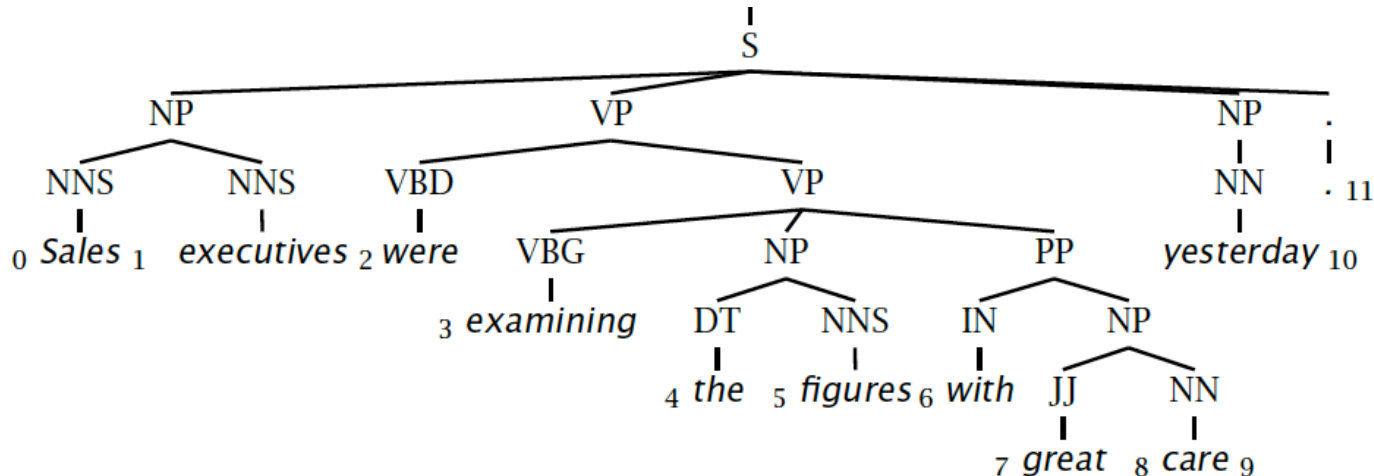 S
NP VP NP .
NNS NNS VBD VP NN . 11
0 Sales 1 executives 2 were VBG NP PP yesterday 10
3 examining DT NNS IN NP
4 the 5 figures 6 with JJ NN
7 great 8 care 9